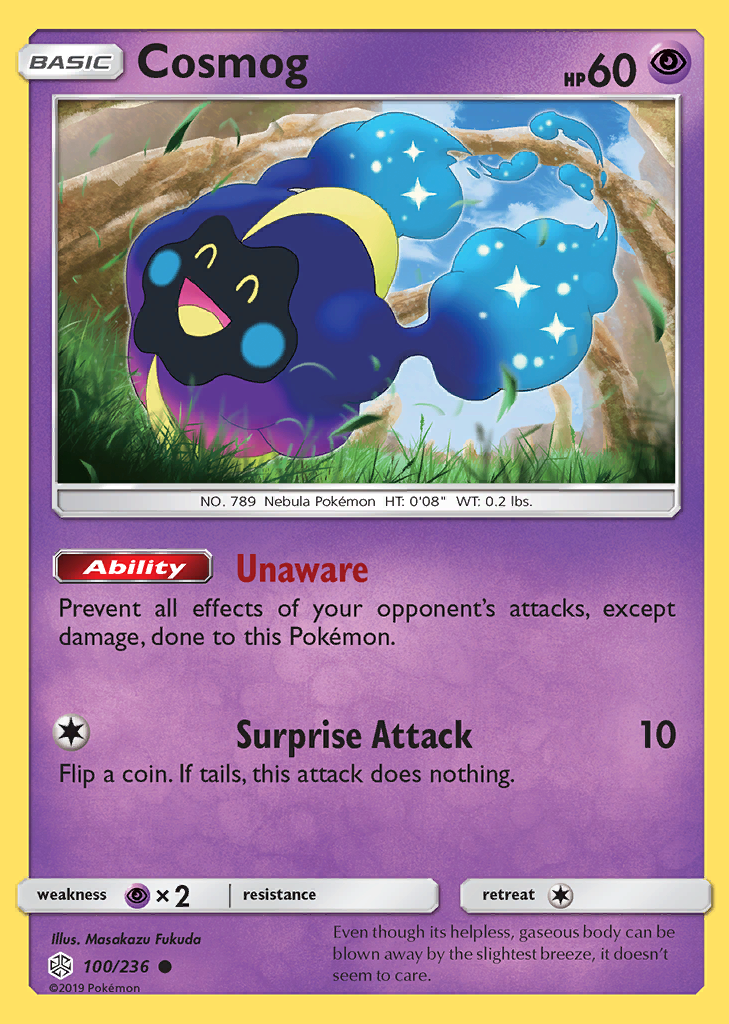 BASIC Cosmog HP60
NO. 789 Nebula Pokémon HT: 0'08" WT: 0.2 lbs.
Ability Unaware
Prevent all effects of your opponent's attacks, except
damage, done to this Pokémon.
Surprise Attack 10
Flip a coin. If tails, this attack does nothing.
weakness ×2 resistance retreat
Illus. Masakazu Fukuda
100/236
©2019 Pokémon
Even though its helpless, gaseous body can be
blown away by the slightest breeze, it doesn't
seem to care.